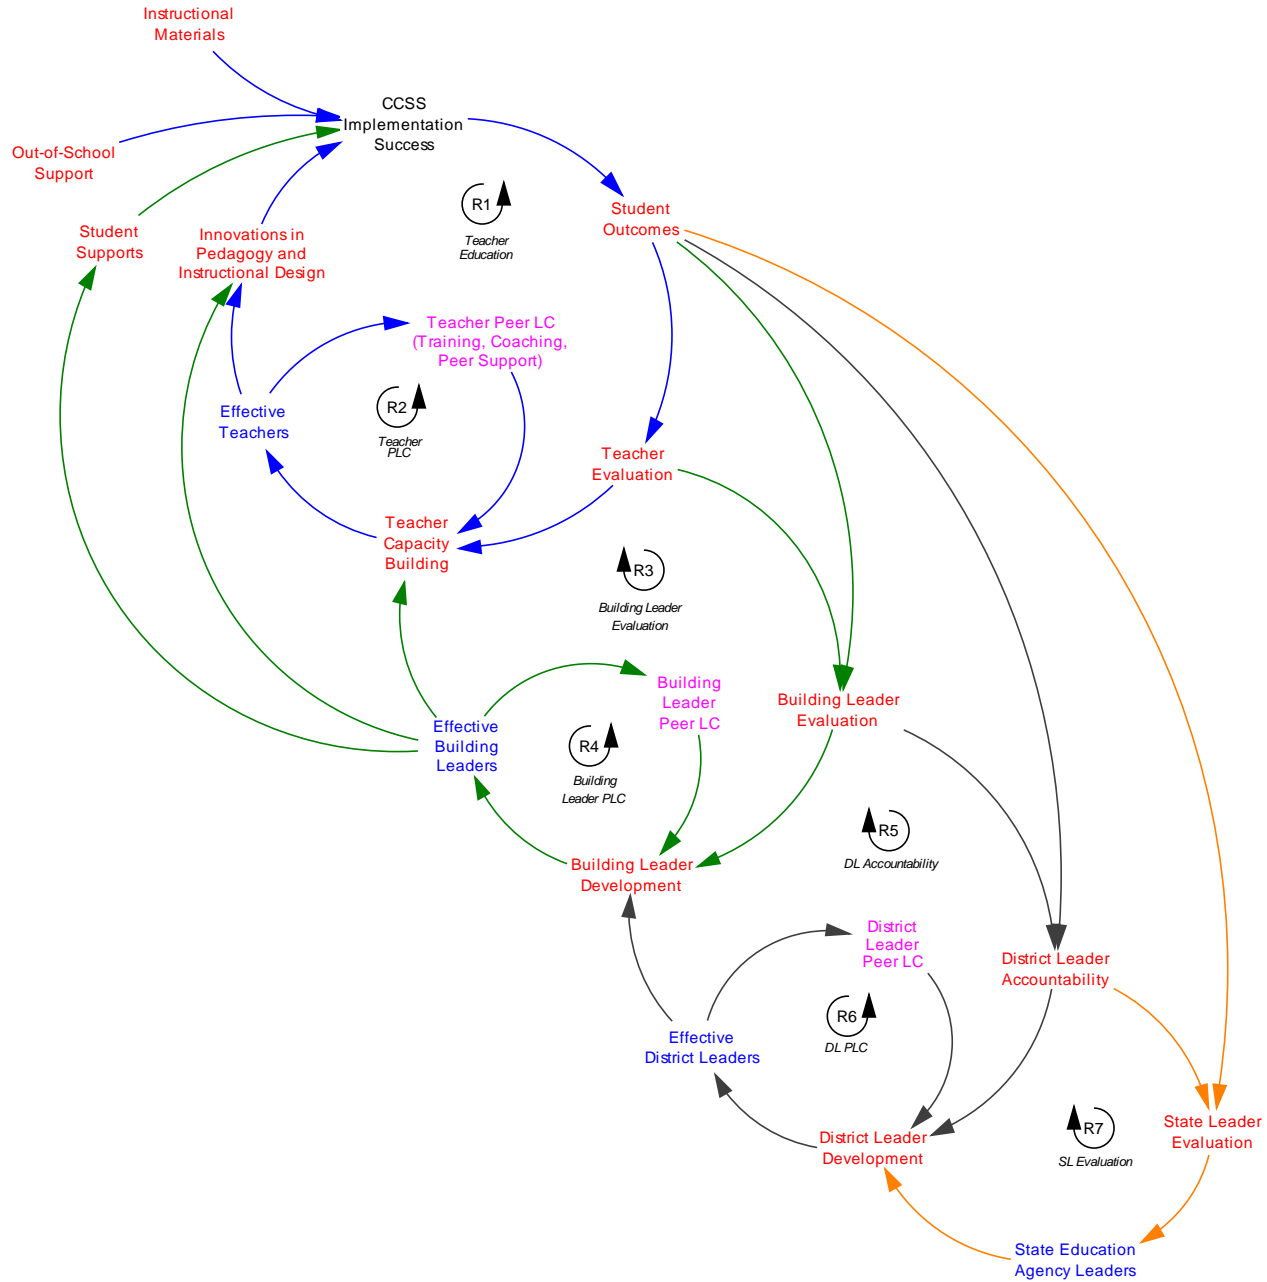 Instructional
Materials
CCSS
Implementation
Success
Out-of-School
Support
R1
Teacher
Education
Student
Outcomes
Student
Supports
Innovations in
Pedagogy and
Instructional Design
Teacher Peer LC
(Training, Coaching,
Peer Support)
Effective
Teachers
R2
Teacher
PLC
Teacher
Evaluation
Teacher
Capacity
Building
R3
Building Leader
Evaluation
Building
Leader
Peer LC
Building Leader
Evaluation
Effective
Building
Leaders
R4
Building
Leader PLC
R5
DL Accountability
Building Leader
Development
District
Leader
Peer LC
District Leader
Accountability
R6
DL PLC
Effective
District Leaders
State Leader
Evaluation
R7
SL Evaluation
District Leader
Development
State Education
Agency Leaders